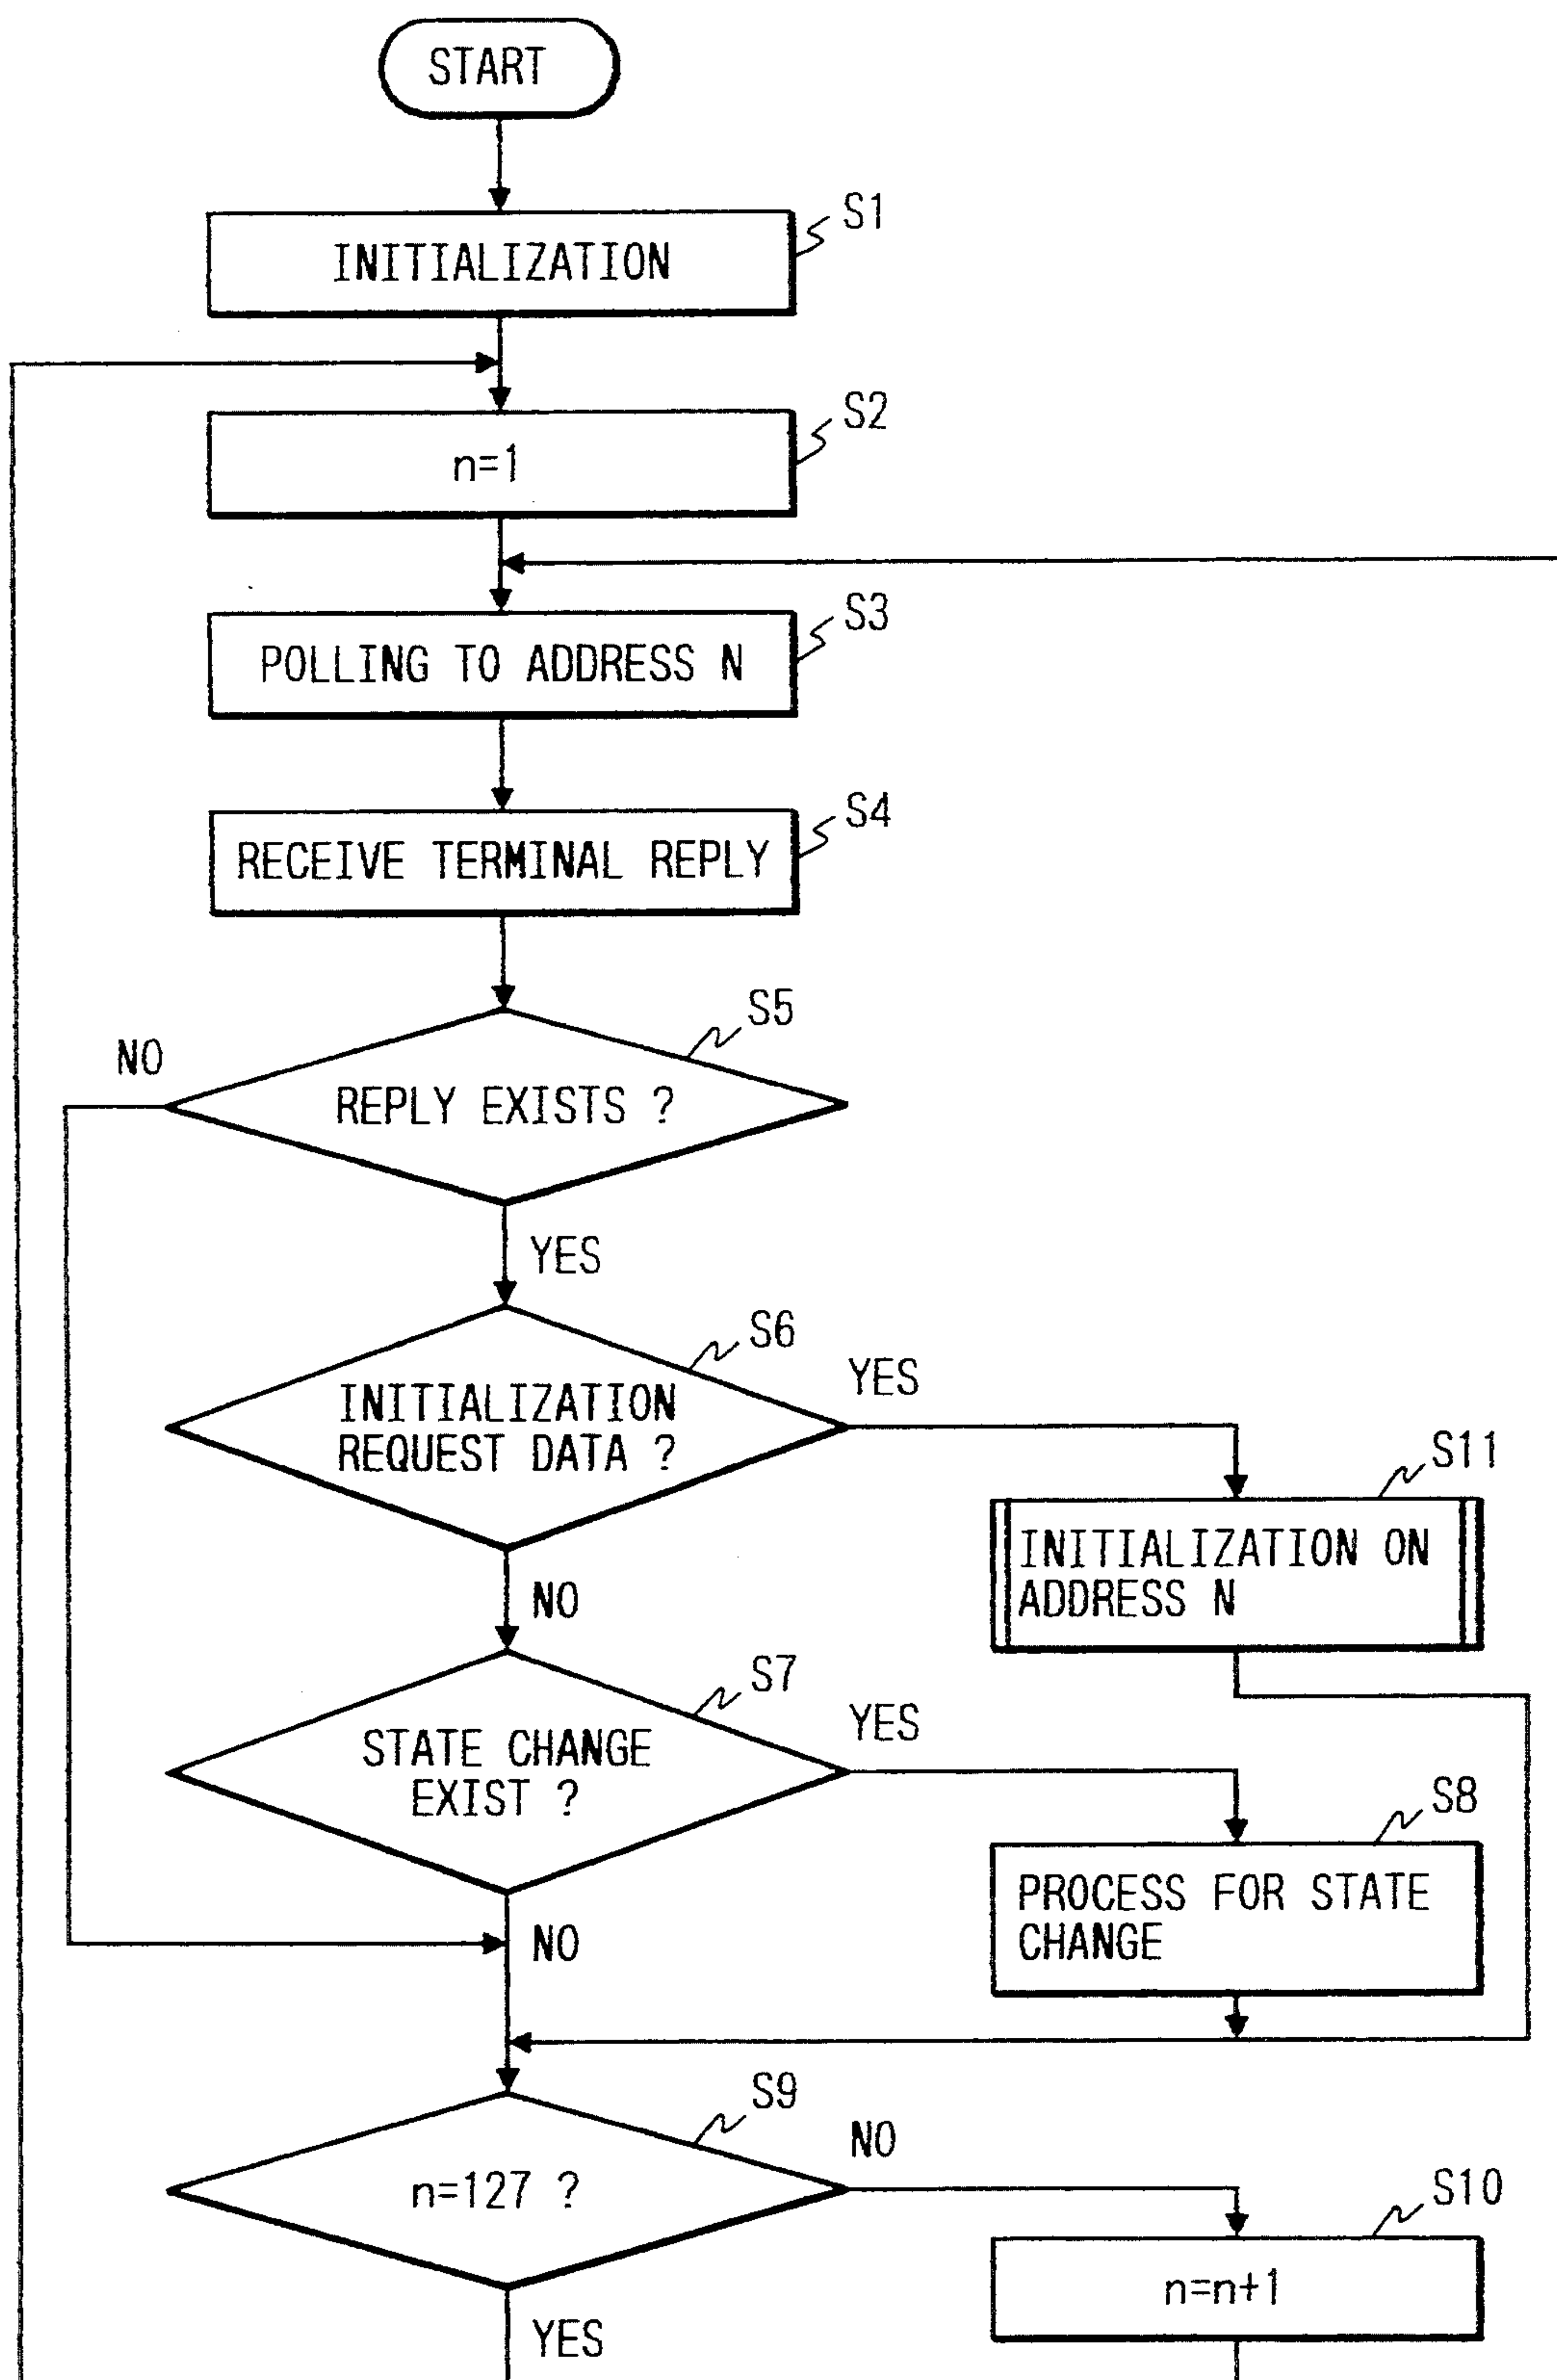 START
S1
INITIALIZATION
S2
n=1
S3
POLLING TO ADDRESS N
S4
RECEIVE TERMINAL REPLY
S5
NO
REPLY EXISTS ?
YES
S6
YES
INITIALIZATION
REQUEST DATA ?
S11
INITIALIZATION ON
ADDRESS N
NO
S7
YES
STATE CHANGE
EXIST ?
S8
PROCESS FOR STATE
CHANGE
NO
S9
NO
n=127 ?
S10
n=n+1
YES